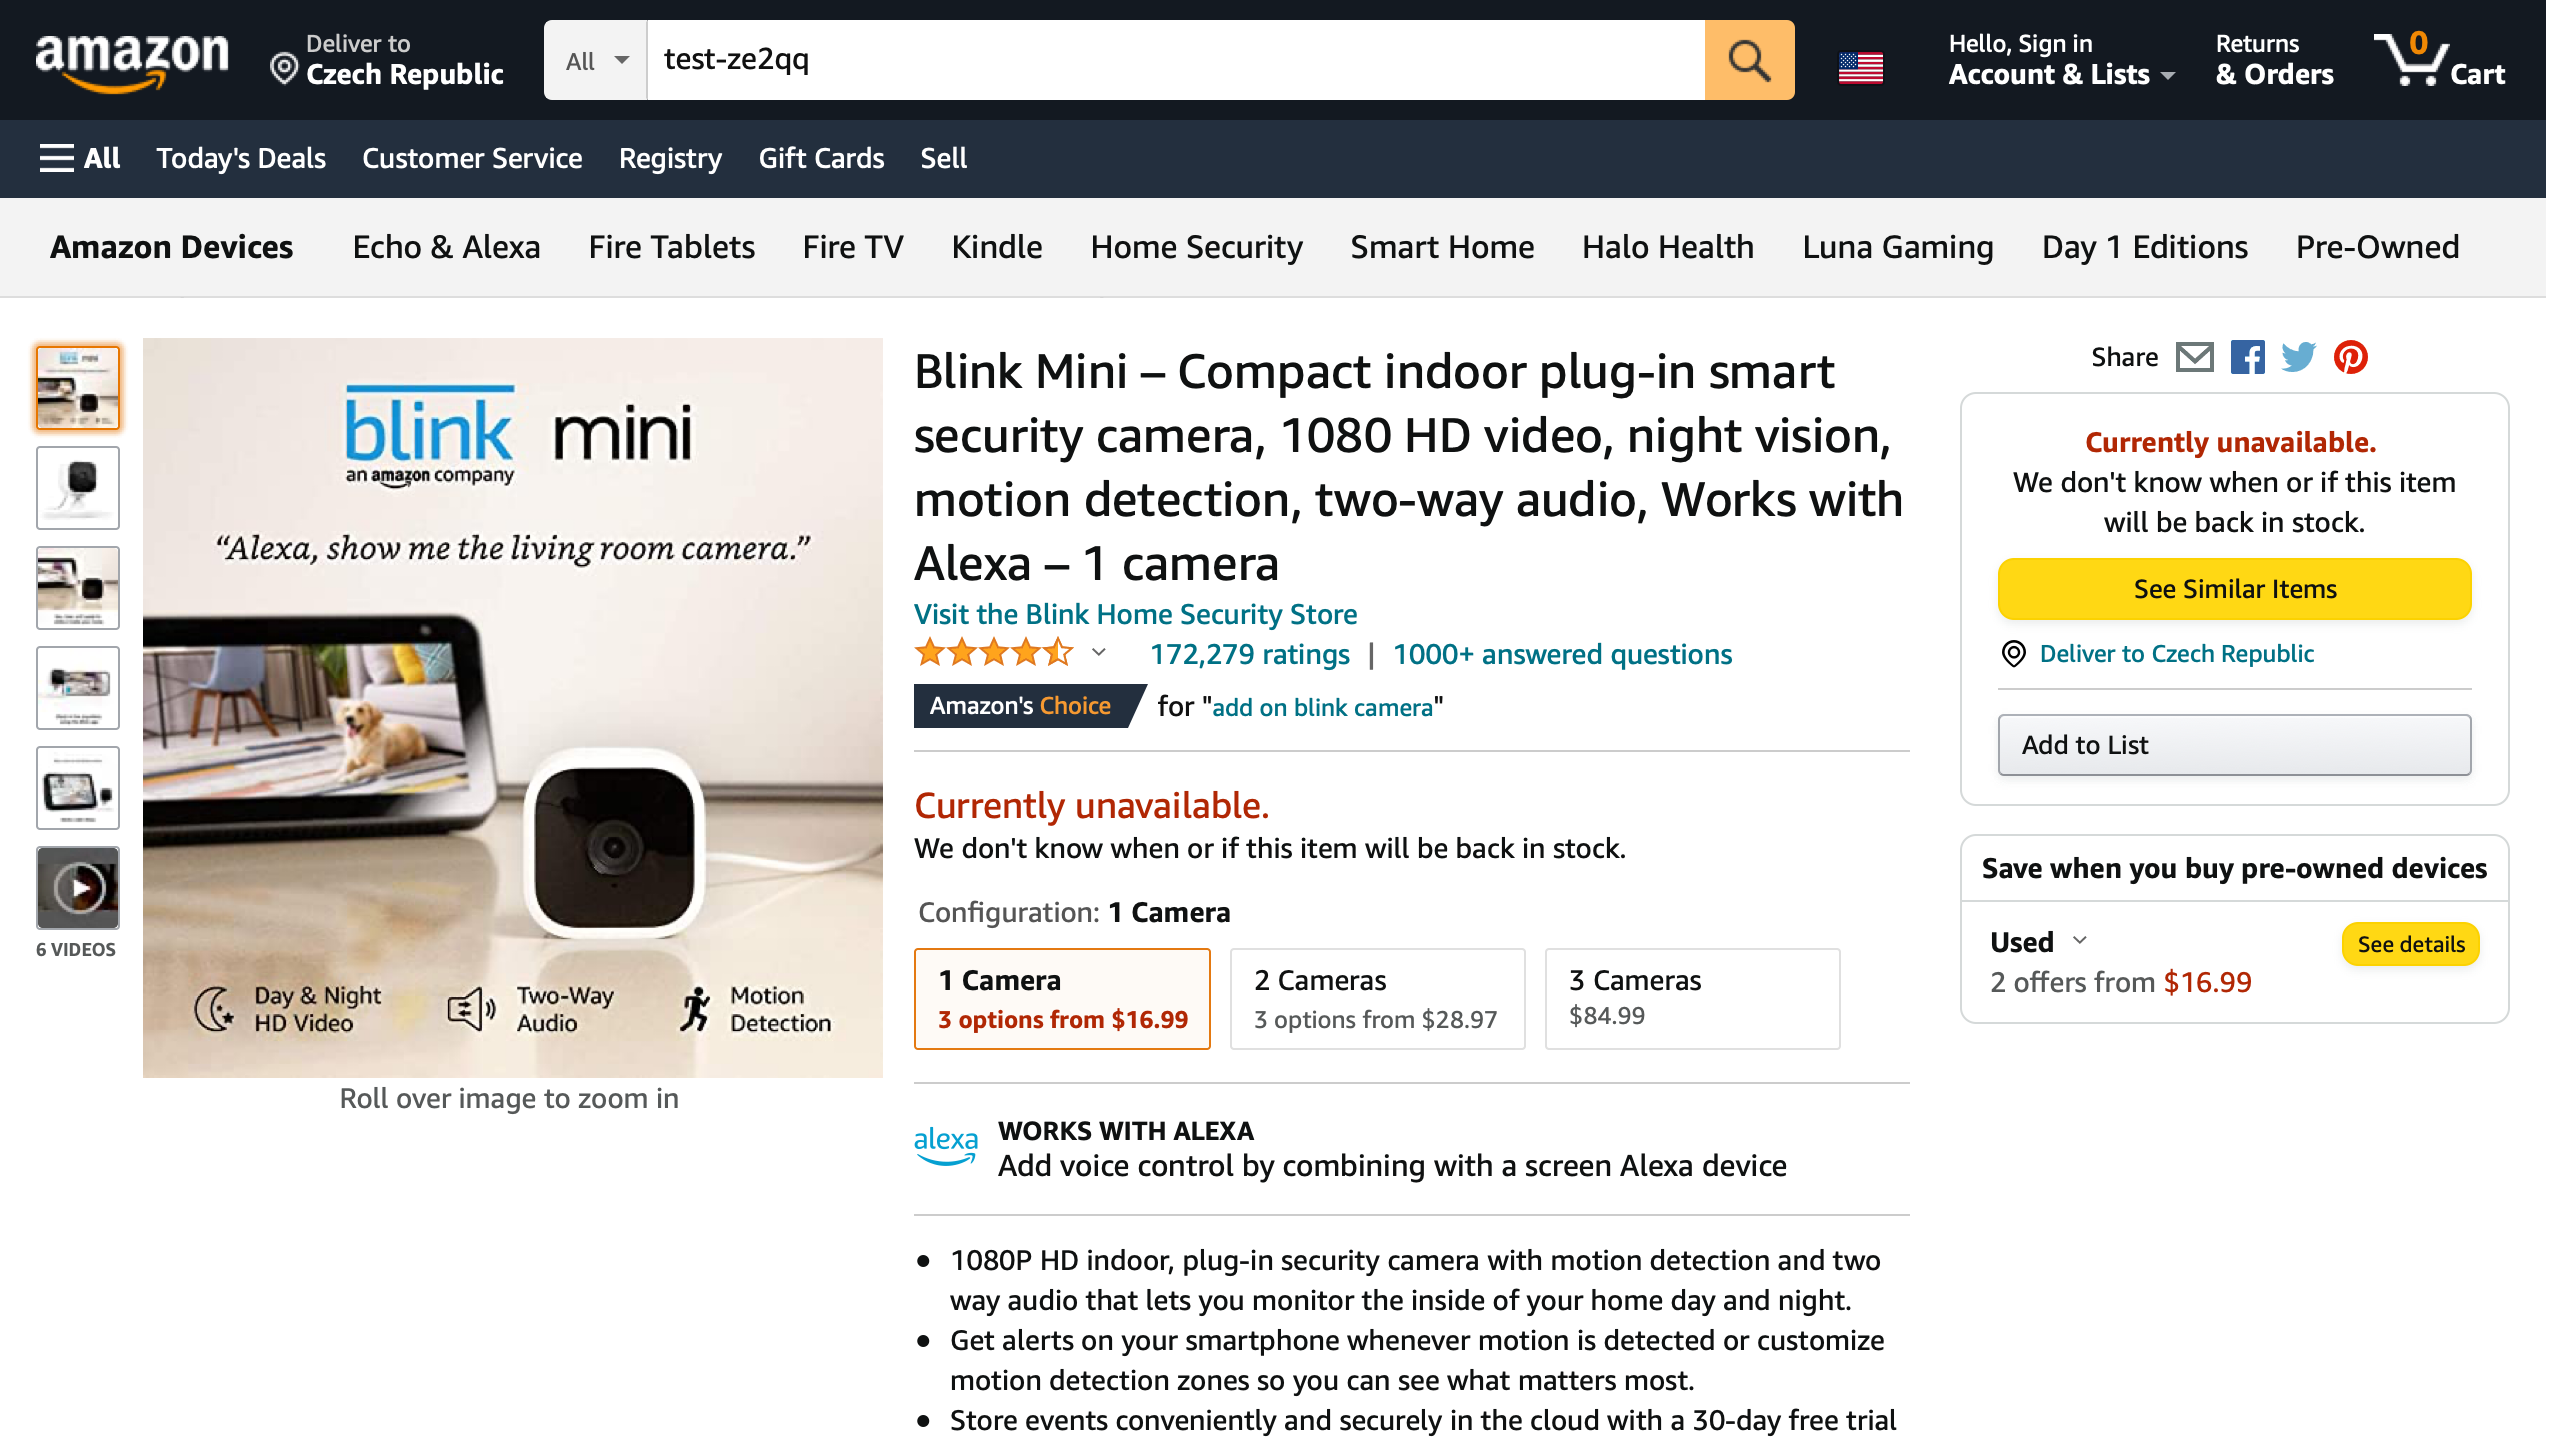 amazon
Deliver to
Czech Republic
All
test-ze2qq
Hello, Sign in
Account & Lists
Returns
& Orders
0
Cart
All
Today's Deals
Customer Service
Registry
Gift Cards
Sell
Amazon Devices
Echo & Alexa
Fire Tablets
Fire TV
Kindle
Home Security
Smart Home
Halo Health
Luna Gaming
Day 1 Editions
Pre-Owned
6 VIDEOS
blink mini
an amazon company
“Alexa, show me the living room camera.”
Day & Night
HD Video
Two-Way
Audio
Motion
Detection
Roll over image to zoom in
Blink Mini – Compact indoor plug-in smart
security camera, 1080 HD video, night vision,
motion detection, two-way audio, Works with
Alexa – 1 camera
Visit the Blink Home Security Store
172,279 ratings | 1000+ answered questions
Amazon's Choice for "add on blink camera"
Currently unavailable.
We don't know when or if this item will be back in stock.
Configuration: 1 Camera
1 Camera
3 options from $16.99
2 Cameras
3 options from $28.97
3 Cameras
$84.99
alexa
WORKS WITH ALEXA
Add voice control by combining with a screen Alexa device
● 1080P HD indoor, plug-in security camera with motion detection and two
way audio that lets you monitor the inside of your home day and night.
● Get alerts on your smartphone whenever motion is detected or customize
motion detection zones so you can see what matters most.
● Store events conveniently and securely in the cloud with a 30-day free trial
Share
Currently unavailable.
We don't know when or if this item
will be back in stock.
See Similar Items
Deliver to Czech Republic
Add to List
Save when you buy pre-owned devices
Used
See details
2 offers from $16.99